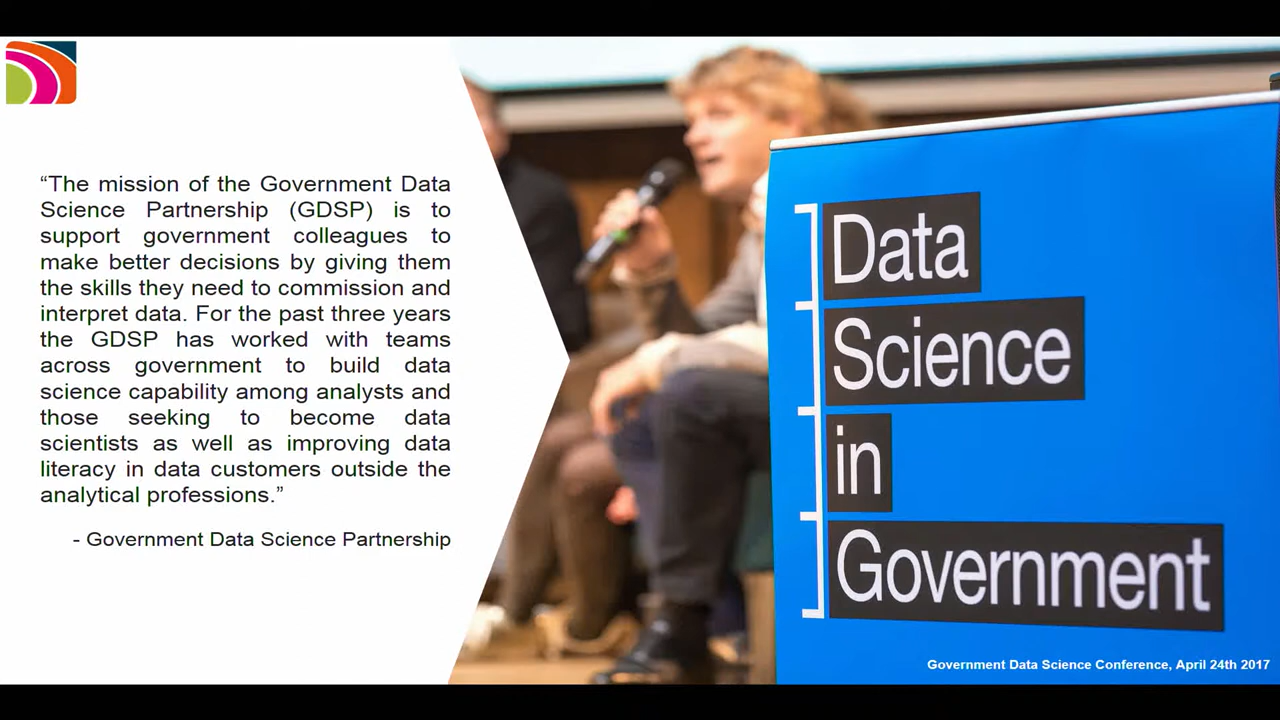 “The mission of the Government Data
Science Partnership (GDSP) is to
support government colleagues to
make better decisions by giving them
the skills they need to commission and
interpret data. For the past three years
the GDSP has worked with teams
across government to build data
science capability among analysts and
those seeking to become data
scientists as well as improving data
literacy in data customers outside the
analytical professions.”
- Government Data Science Partnership
Data
Science
in
Government
Government Data Science Conference, April 24th 2017